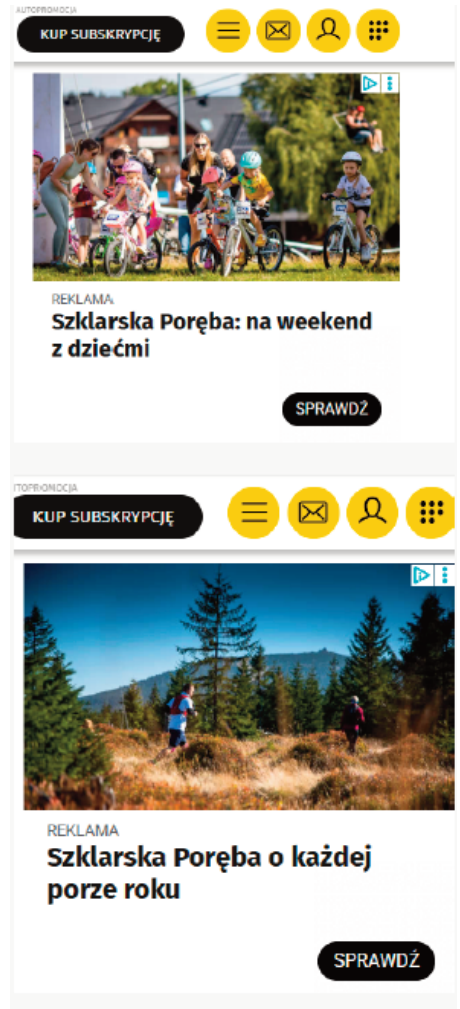 AUTOPROMOCJA
KUP SUBSKRYPCJĘ
REKLAMA
Szklarska Poręba: na weekend
z dziećmi
SPRAWDŹ
TOPROMOCJA
KUP SUBSKRYPCJĘ
REKLAMA
Szklarska Poręba o każdej
porze roku
SPRAWDŹ